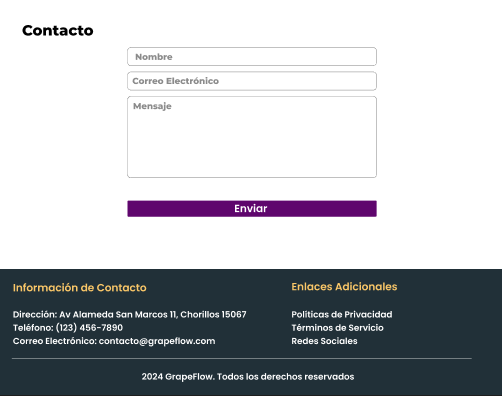 Contacto
Nombre
Correo Electrónico
Mensaje
Enviar
Información de Contacto
Dirección: Av Alameda San Marcos 11, Chorillos 15067
Teléfono: (123) 456-7890
Correo Electrónico: contacto@grapeflow.com
Enlaces Adicionales
Politicas de Privacidad
Términos de Servicio
Redes Sociales
2024 GrapeFlow. Todos los derechos reservados